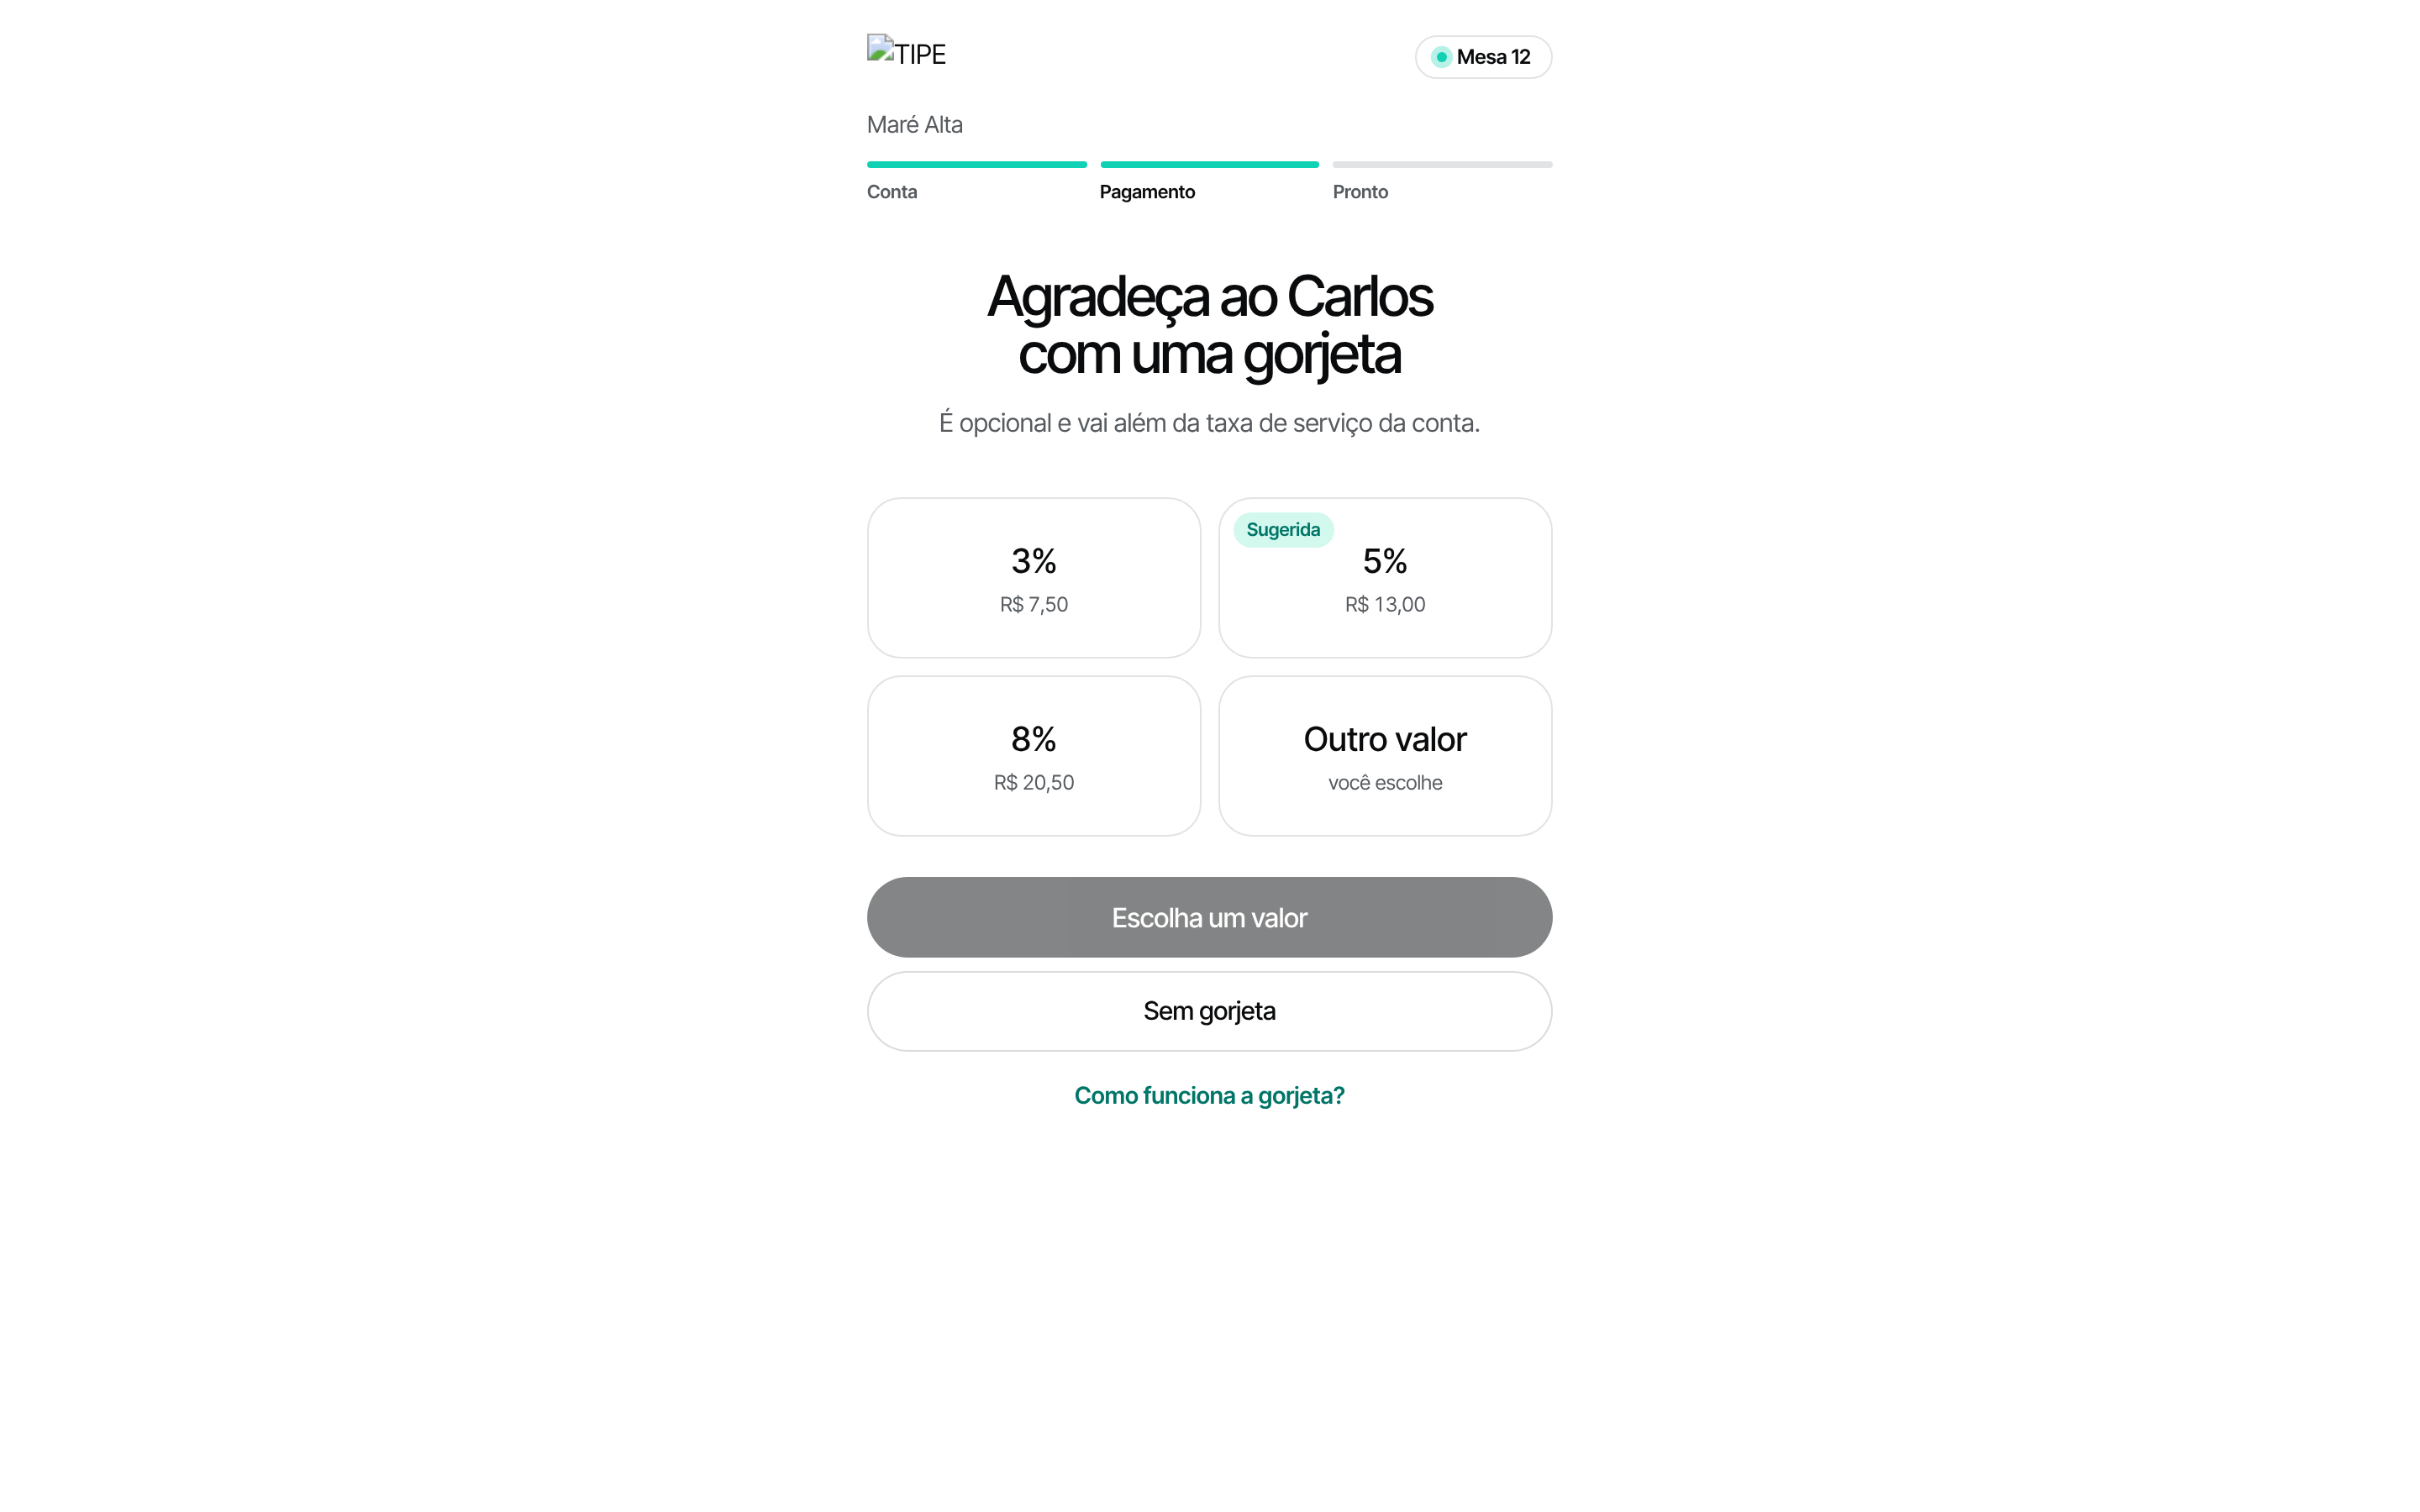 TIPE
Mesa 12
Maré Alta
Conta
Pagamento
Pronto
Agradeça ao Carlos
com uma gorjeta
É opcional e vai além da taxa de serviço da conta.
3%
R$ 7,50
Sugerida
5%
R$ 13,00
8%
R$ 20,50
Outro valor
você escolhe
Escolha um valor
Sem gorjeta
Como funciona a gorjeta?